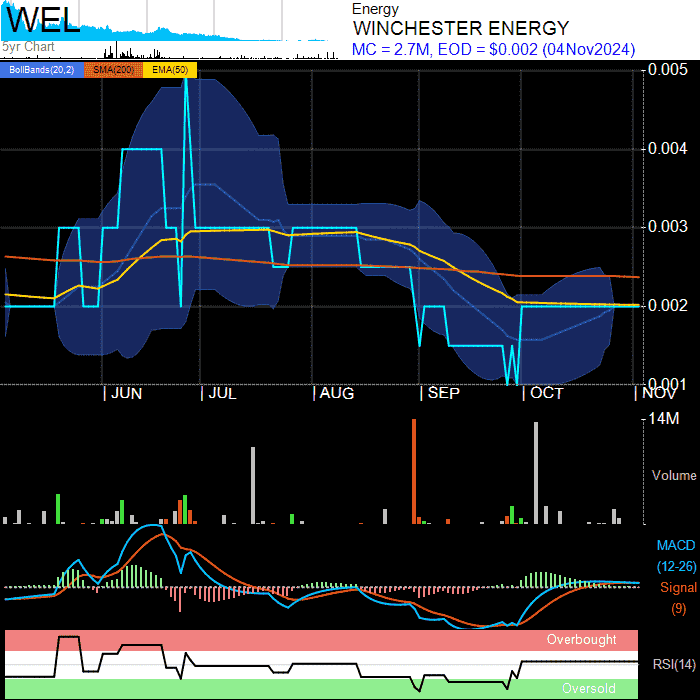 WEL
5yr Chart
Energy
WINCHESTER ENERGY
MC = 2.7M, EOD = $0.002 (04Nov2024)
BollBands(20,2) SMA(200) EMA(50)
0.005
0.004
0.003
0.002
0.001
JUN JUL AUG SEP OCT NOV
14M
Volume
MACD
(12-26)
Signal
(9)
Overbought
RSI(14)
Oversold